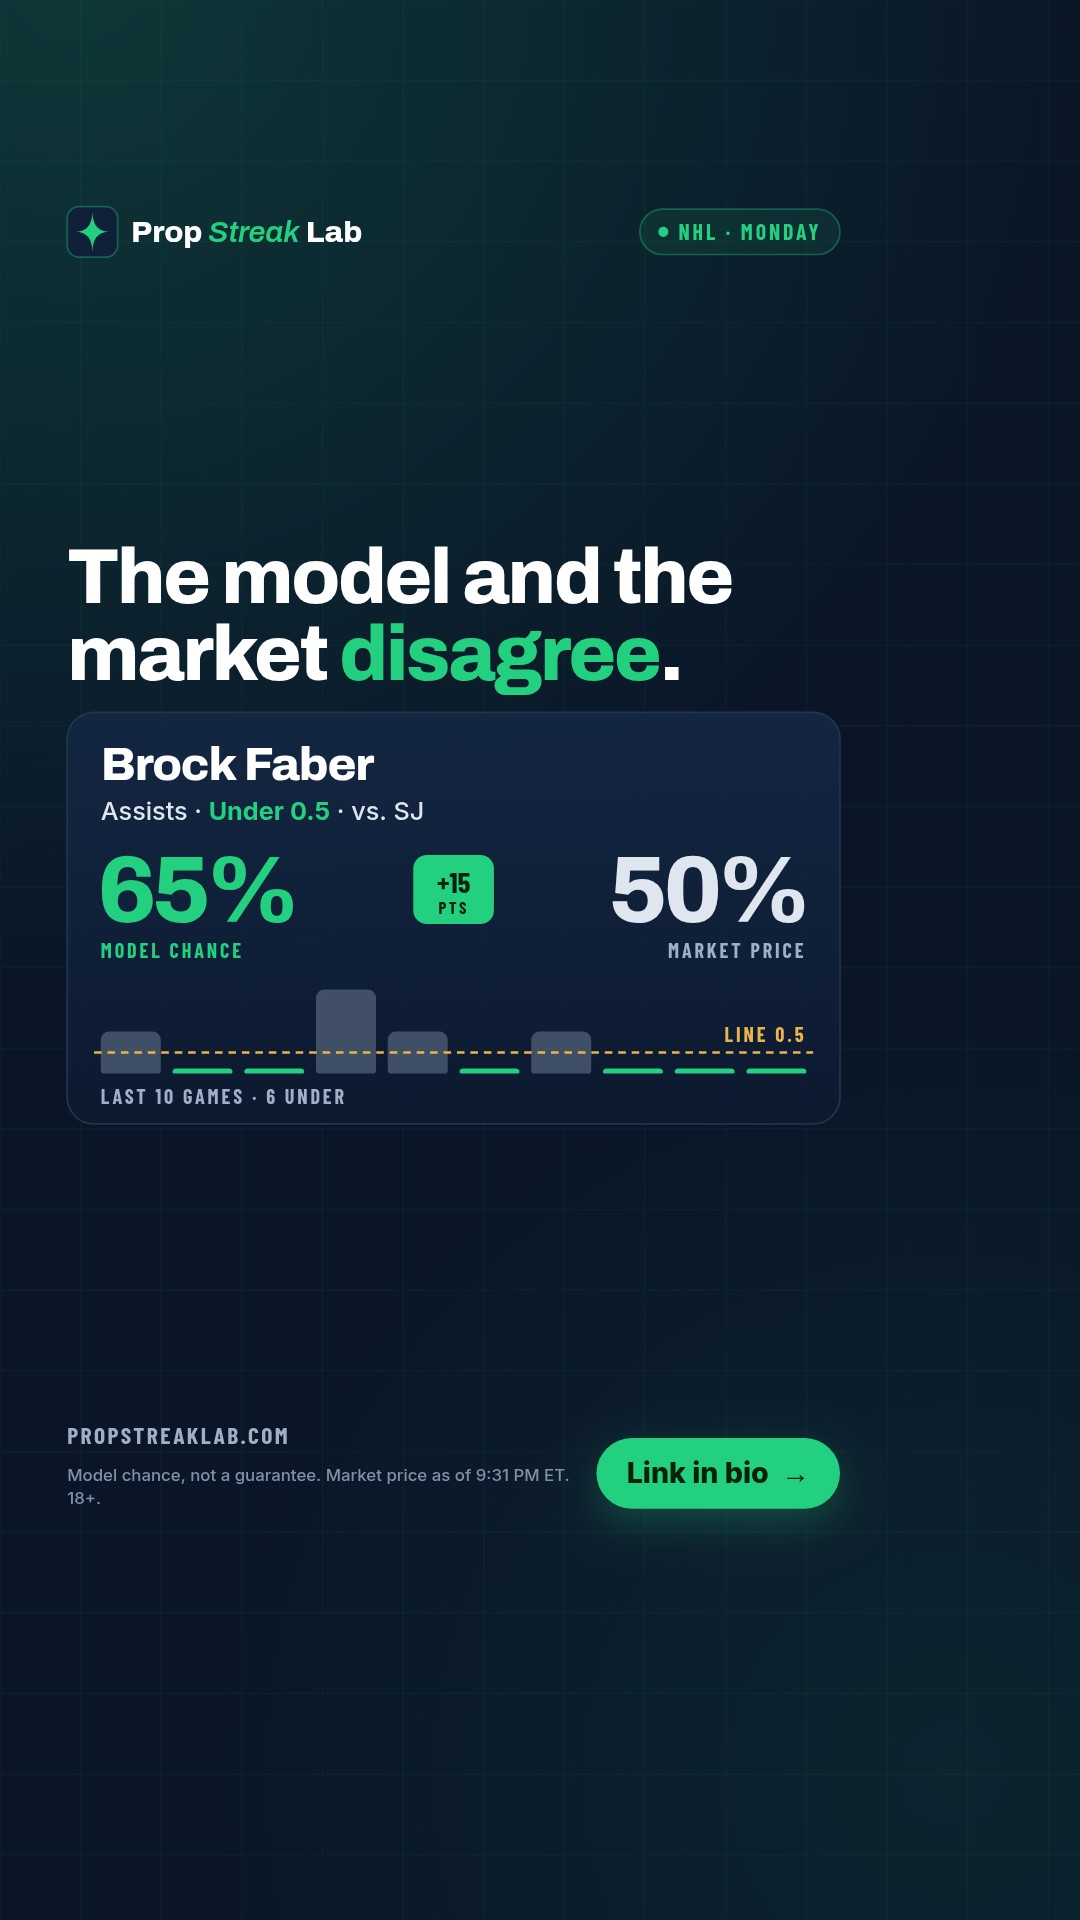 Prop Streak Lab
NHL · MONDAY
The model and the
market disagree.
Brock Faber
Assists · Under 0.5 · vs. SJ
65%
+15
PTS
50%
MODEL CHANCE
MARKET PRICE
LINE 0.5
LAST 10 GAMES · 6 UNDER
PROPSTREAKLAB.COM
Model chance, not a guarantee. Market price as of 9:31 PM ET.
18+.
Link in bio →